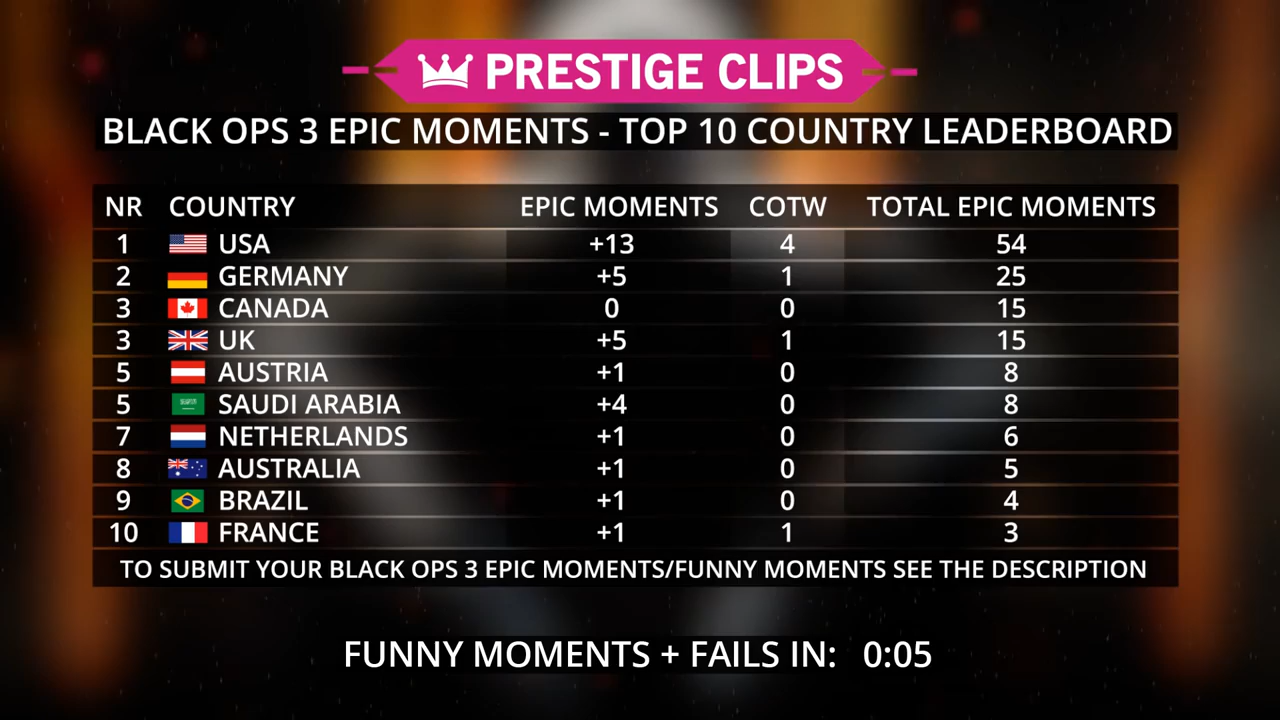 PRESTIGE CLIPS
BLACK OPS 3 EPIC MOMENTS - TOP 10 COUNTRY LEADERBOARD
NR COUNTRY EPIC MOMENTS COTW TOTAL EPIC MOMENTS
1 USA +13 4 54
2 GERMANY +5 1 25
3 CANADA 0 0 15
3 UK +5 1 15
5 AUSTRIA +1 0 8
5 SAUDI ARABIA +4 0 8
7 NETHERLANDS +1 0 6
8 AUSTRALIA +1 0 5
9 BRAZIL +1 0 4
10 FRANCE +1 1 3
TO SUBMIT YOUR BLACK OPS 3 EPIC MOMENTS/FUNNY MOMENTS SEE THE DESCRIPTION
FUNNY MOMENTS + FAILS IN: 0:05